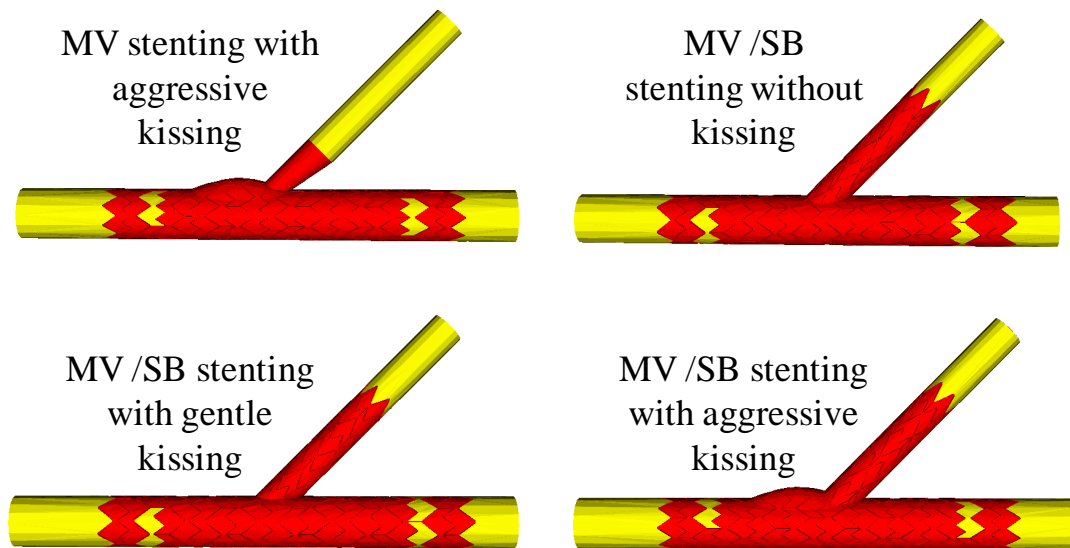 MV stenting with
aggressive
kissing
MV /SB
stenting without
kissing
MV /SB stenting
with gentle
kissing
MV /SB stenting
with aggressive
kissing